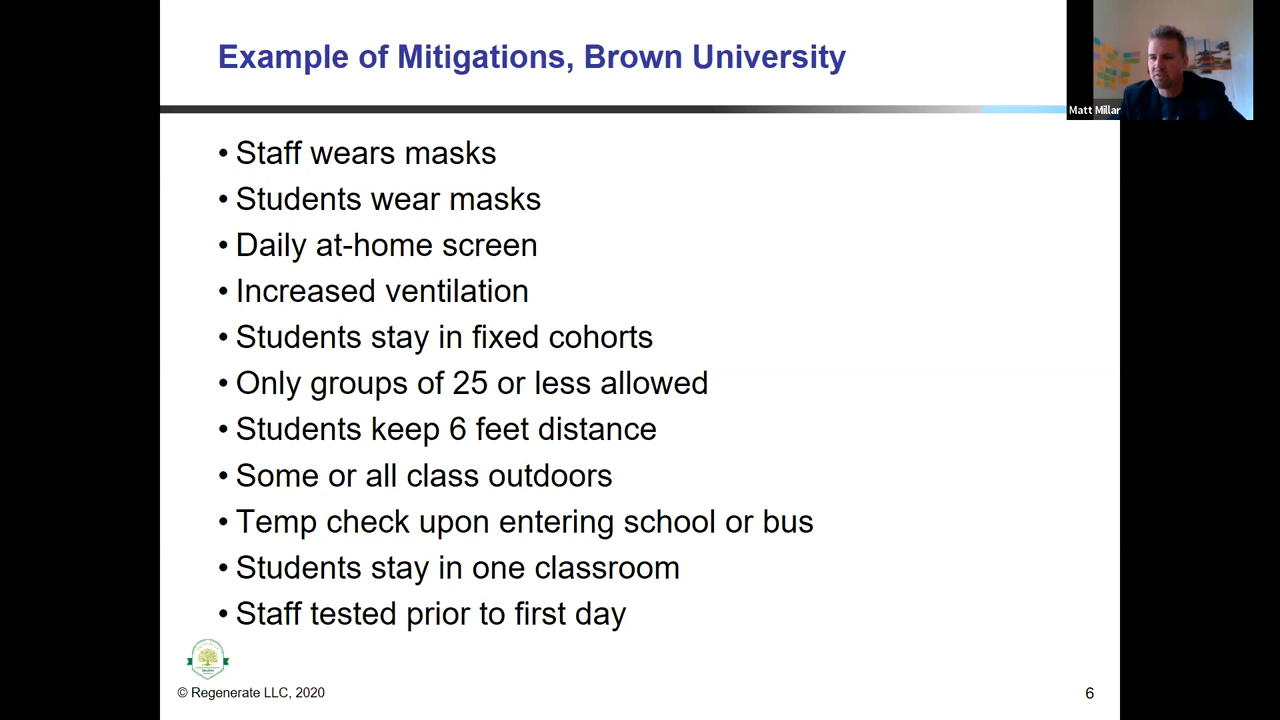 Example of Mitigations, Brown University
Matt Millar
• Staff wears masks
• Students wear masks
• Daily at-home screen
• Increased ventilation
• Students stay in fixed cohorts
• Only groups of 25 or less allowed
• Students keep 6 feet distance
• Some or all class outdoors
• Temp check upon entering school or bus
• Students stay in one classroom
• Staff tested prior to first day
© Regenerate LLC, 2020
6